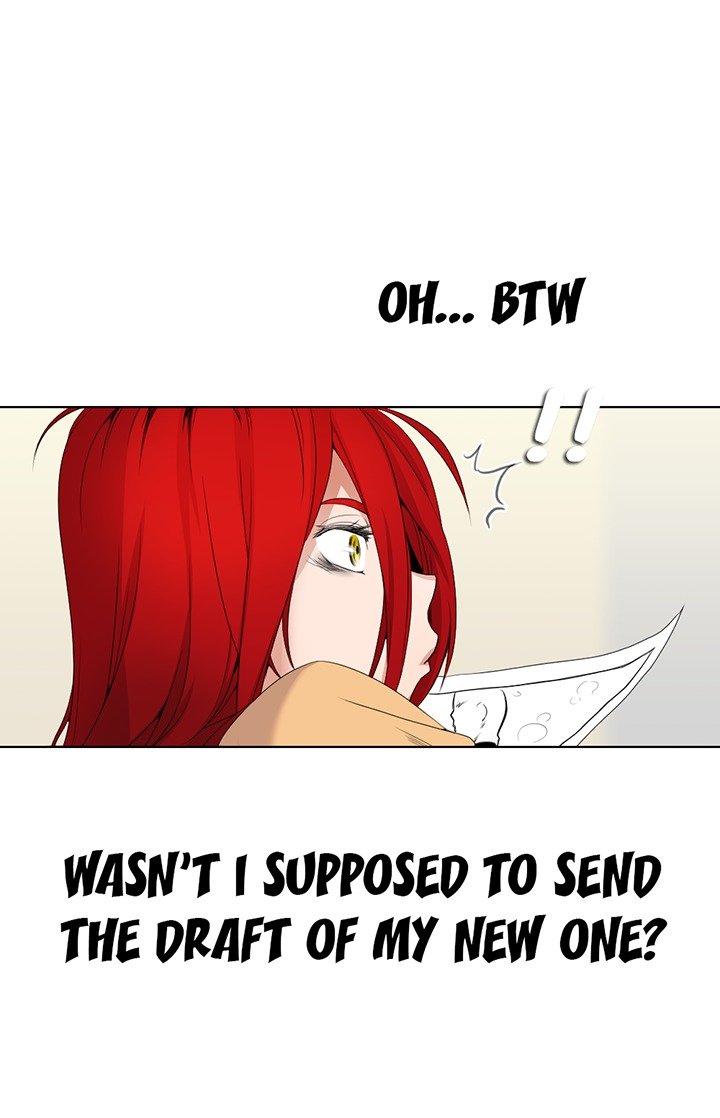 OH... BTW
!!
WASN'T I SUPPOSED TO SEND
THE DRAFT OF MY NEW ONE?